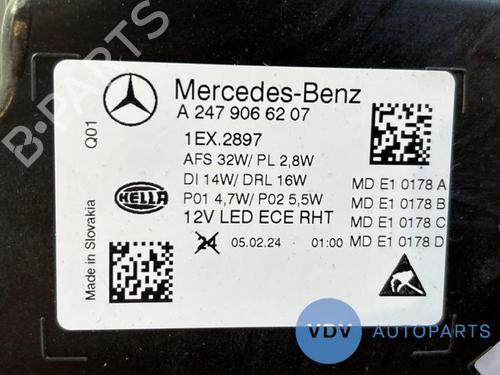 Mercedes-Benz
A 247 906 62 07
Q01
1EX.2897
AFS 32W/ PL 2,8W
DI 14W/ DRL 16W
P01 4,7W/ P02 5,5W
12V LED ECE RHT
HELLA
Made in Slovakia
MD E1 0178 A
MD E1 0178 B
MD E1 0178 C
MD E1 0178 D
24 05.02.24 01:00
B-PARTS
VDV AUTOPARTS